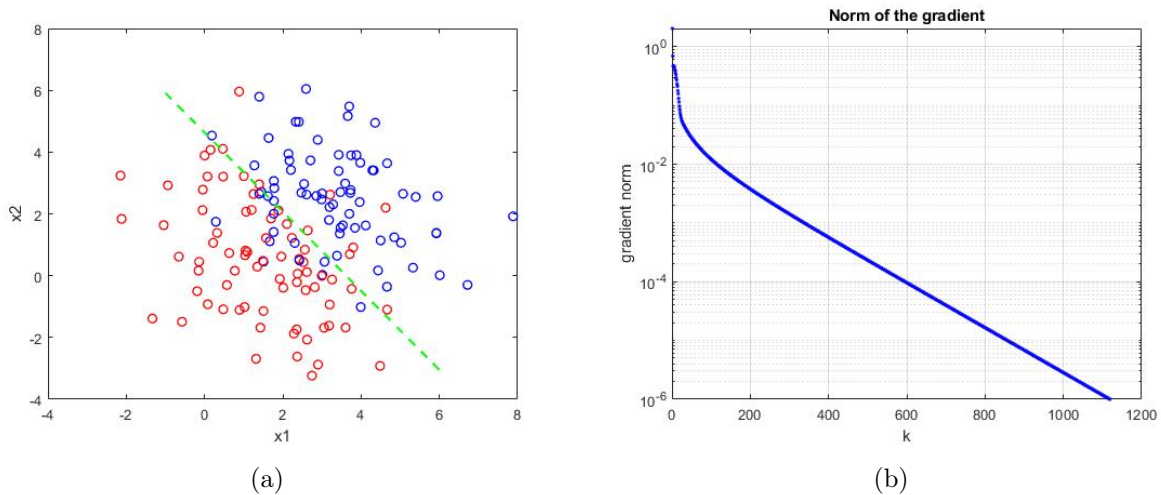 8
6
4
2
0
-2
-4
x2
-4 -2 0 2 4 6 8
x1
(a)
Norm of the gradient
10^0
10^-2
10^-4
10^-6
gradient norm
0 200 400 600 800 1000 1200
k
(b)